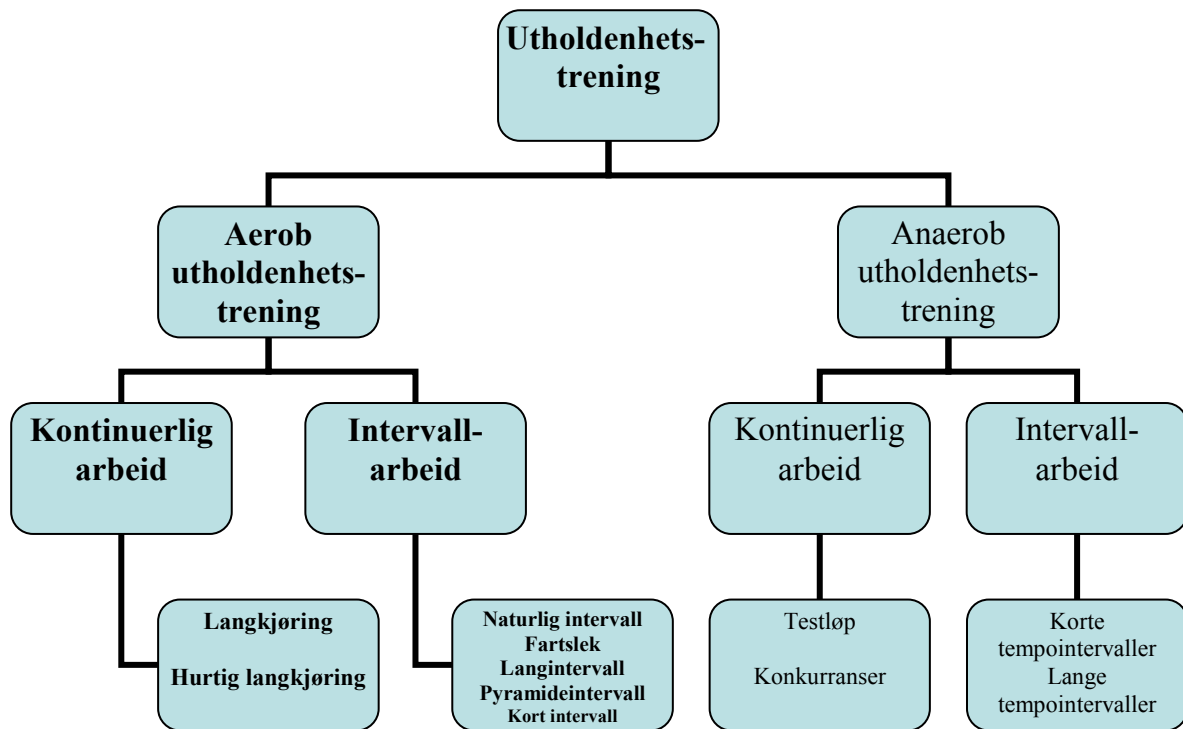 Utholdenhets-
trening
Aerob
utholdenhets-
trening
Anaerob
utholdenhets-
trening
Kontinuerlig
arbeid
Intervall-
arbeid
Kontinuerlig
arbeid
Intervall-
arbeid
Langkjøring
Hurtig langkjøring
Naturlig intervall
Fartslek
Langintervall
Pyramideintervall
Kort intervall
Testløp
Konkurranser
Korte
tempointervaller
Lange
tempointervaller